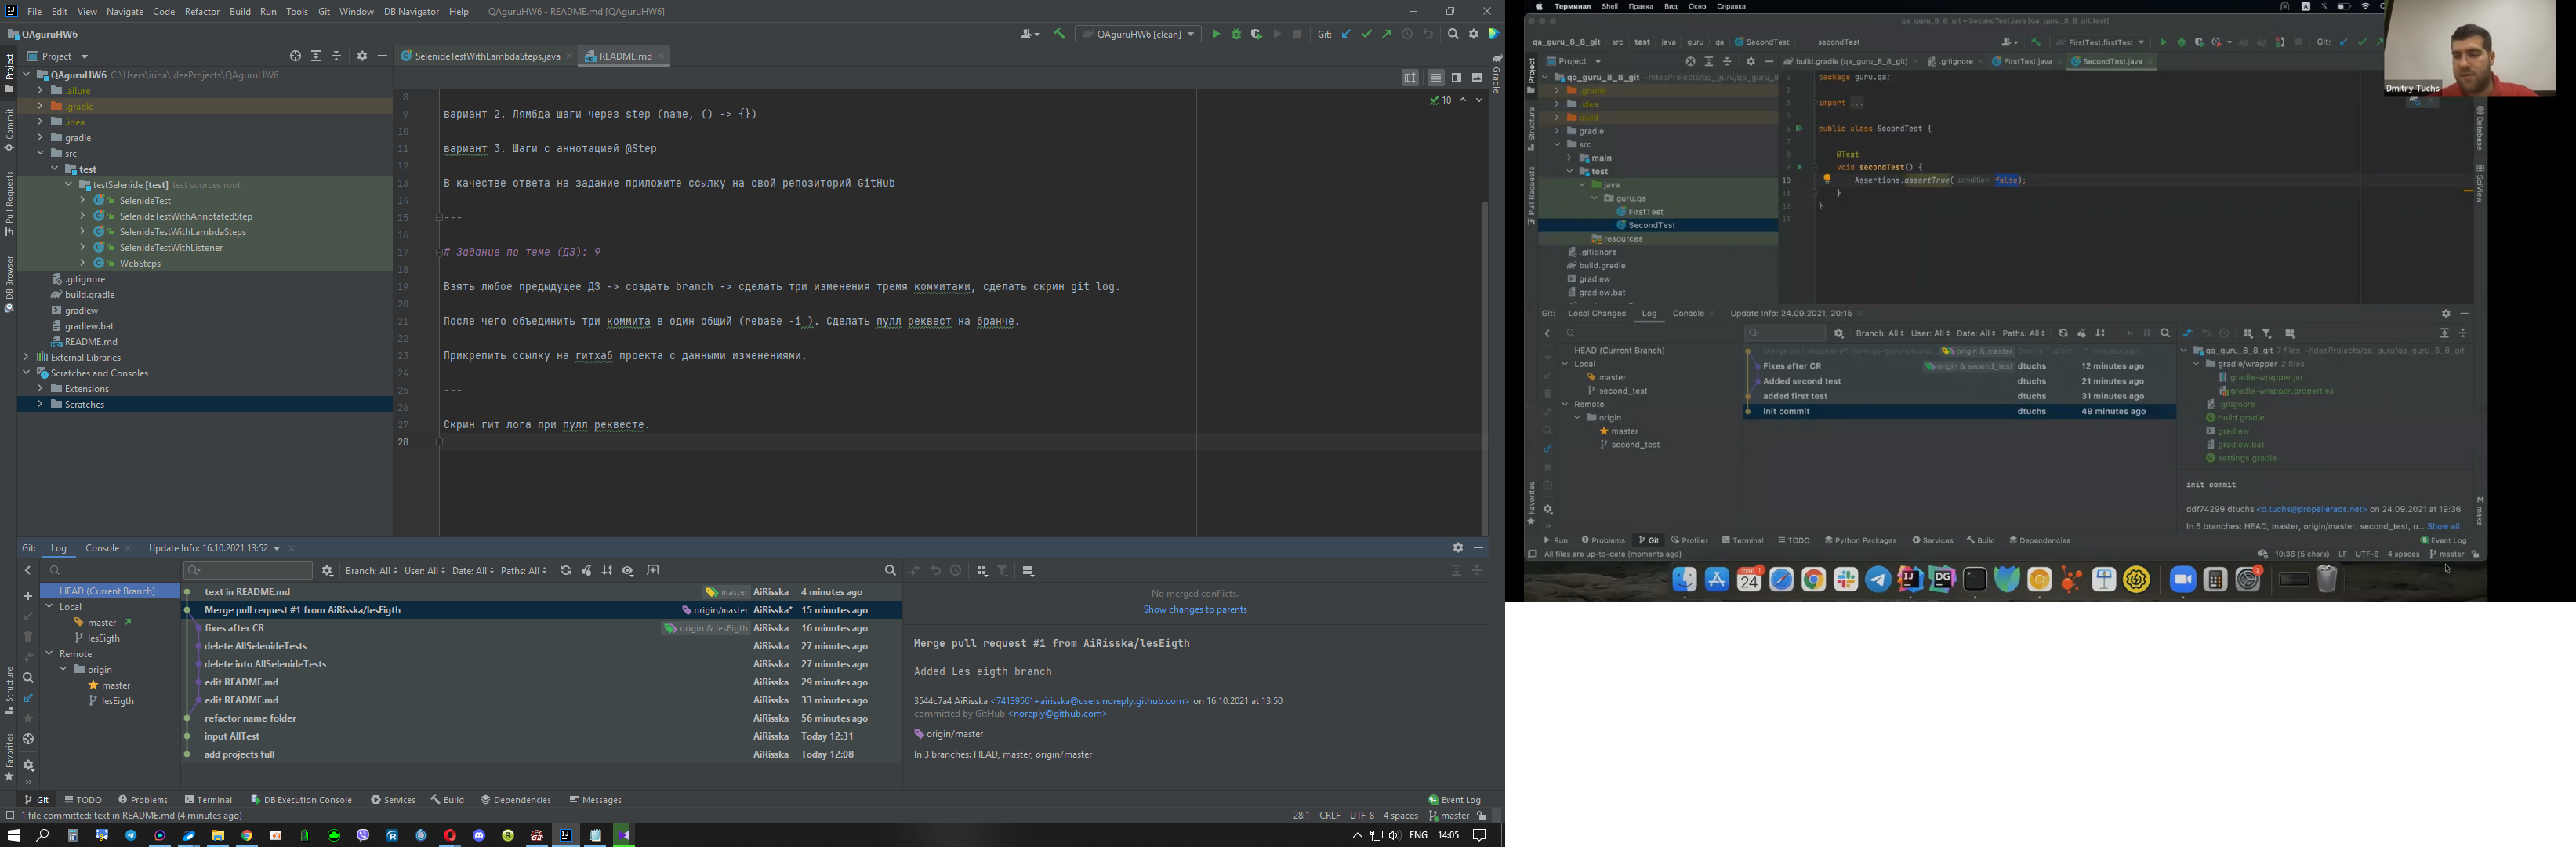 File Edit View Navigate Code Refactor Build Run Tools Git Window DB Navigator Help QAguruHW6 - README.md [QAguruHW6]
QAguruHW6
QAguruHW6 [clean]
Git:
Project
SelenideTestWithLambdaSteps.java
README.md
QAguruHW6 C:\Users\irina\IdeaProjects\QAguruHW6
.allure
.gradle
.idea
gradle
src
test
testSelenide [test] test sources root
SelenideTest
SelenideTestWithAnnotatedStep
SelenideTestWithLambdaSteps
SelenideTestWithListener
WebSteps
.gitignore
build.gradle
gradlew
gradlew.bat
README.md
External Libraries
Scratches and Consoles
Extensions
Scratches
Project
Commit
Pull Requests
DB Browser
Structure
Favorites
Gradle
10
8
9 вариант 2. Лямбда шаги через step (name, () -> {})
10
11 вариант 3. Шаги с аннотацией @Step
12
13 В качестве ответа на задание приложите ссылку на свой репозиторий GitHub
14
15 ---
16
17 # Задание по теме (ДЗ): 9
18
19 Взять любое предыдущее ДЗ -> создать branch -> сделать три изменения тремя коммитами, сделать скрин git log.
20
21 После чего объединить три коммита в один общий (rebase -i ). Сделать пулл реквест на бранче.
22
23 Прикрепить ссылку на гитхаб проекта с данными изменениями.
24
25 ---
26
27 Скрин гит лога при пулл реквесте.
28
Git: Log Console Update Info: 16.10.2021 13:52
Branch: All User: All Date: All Paths: All
HEAD (Current Branch)
Local
master
lesEigth
Remote
origin
master
lesEigth
text in README.md master AiRisska 4 minutes ago
Merge pull request #1 from AiRisska/lesEigth origin/master AiRisska* 15 minutes ago
fixes after CR origin & lesEigth AiRisska 16 minutes ago
delete AllSelenideTests AiRisska 27 minutes ago
delete into AllSelenideTests AiRisska 27 minutes ago
edit README.md AiRisska 29 minutes ago
edit README.md AiRisska 33 minutes ago
refactor name folder AiRisska 56 minutes ago
input AllTest AiRisska Today 12:31
add projects full AiRisska Today 12:08
No merged conflicts.
Show changes to parents
Merge pull request #1 from AiRisska/lesEigth
Added Les eigth branch
3544c7a4 AiRisska <74139561+airisska@users.noreply.github.com> on 16.10.2021 at 13:50
committed by GitHub <noreply@github.com>
origin/master
In 3 branches: HEAD, master, origin/master
Git TODO Problems Terminal DB Execution Console Services Build Dependencies Messages Event Log
1 file committed: text in README.md (4 minutes ago) 28:1 CRLF UTF-8 4 spaces master
ENG 14:05
Терминал Shell Правка Вид Окно Справка
qa_guru_8_8_git – SecondTest.java [qa_guru_8_8_git.test]
qa_guru_8_8_git src test java guru qa SecondTest secondTest
FirstTest.firstTest
Git:
Project
build.gradle (qa_guru_8_8_git)
.gitignore
FirstTest.java
SecondTest.java
Dmitry Tuchs
qa_guru_8_8_git ~/IdeaProjects/qa_guru/qa_guru_8_8
.gradle
.idea
build
gradle
src
main
test
java
guru.qa
FirstTest
SecondTest
resources
.gitignore
build.gradle
gradlew
gradlew.bat
Project
Structure
Pull Requests
Favorites
Database
SciView
make
1 package guru.qa;
3 import ...
6 public class SecondTest {
8 @Test
9 void secondTest() {
10 Assertions.assertTrue( condition: false);
11 }
12 }
13
Git: Local Changes Log Console Update Info: 24.09.2021, 20:15
Branch: All User: All Date: All Paths: All
HEAD (Current Branch)
Local
master
second_test
Remote
origin
master
second_test
origin & master
Fixes after CR origin & second_test dtuchs 12 minutes ago
Added second test dtuchs 21 minutes ago
added first test dtuchs 31 minutes ago
init commit dtuchs 49 minutes ago
qa_guru_8_8_git 7 files ~/IdeaProjects/qa_guru/qa_guru_8_8_git
gradle/wrapper 2 files
gradle-wrapper.jar
gradle-wrapper.properties
.gitignore
build.gradle
gradlew
gradlew.bat
settings.gradle
init commit
ddf74299 dtuchs <d.tuchs@propellerads.net> on 24.09.2021 at 19:36
In 5 branches: HEAD, master, origin/master, second_test, o... Show all
Run Problems Git Profiler Terminal TODO Python Packages Services Build Dependencies Event Log
All files are up-to-date (moments ago) 10:36 (5 chars) LF UTF-8 4 spaces master
24